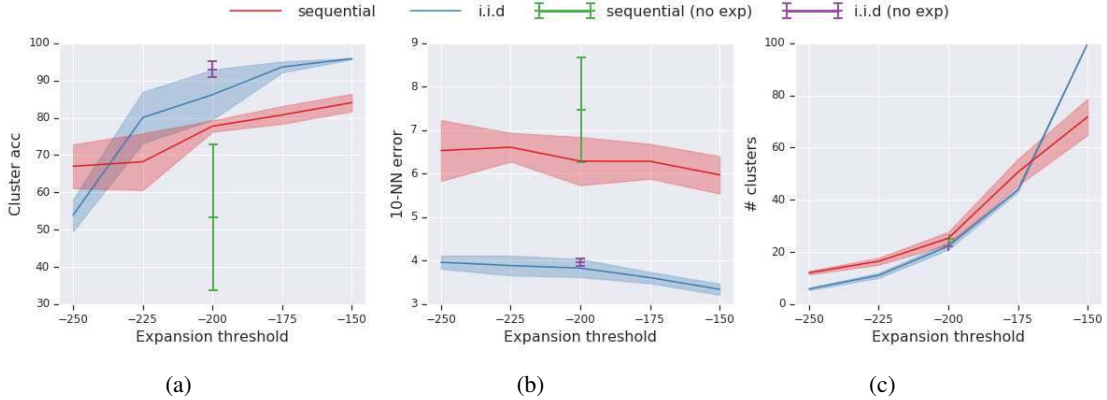 sequential i.i.d sequential (no exp) i.i.d (no exp)
100
90
80
70
60
50
40
30
Cluster acc
−250 −225 −200 −175 −150
Expansion threshold
(a)
9
8
7
6
5
4
3
10-NN error
−250 −225 −200 −175 −150
Expansion threshold
(b)
100
80
60
40
20
0
# clusters
−250 −225 −200 −175 −150
Expansion threshold
(c)